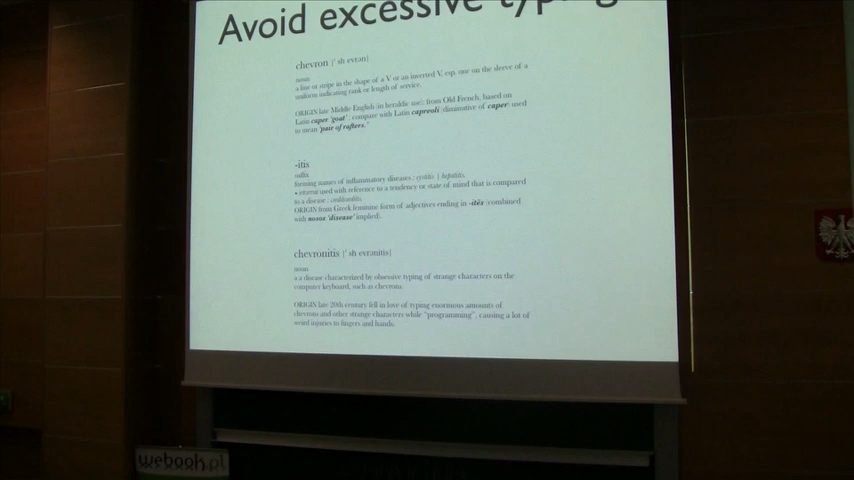 Avoid excessive typing
chevron |ˈ sh evrən|
noun
a line or stripe in the shape of a V or an inverted V, esp. one on the sleeve of a
uniform indicating rank or length of service.
ORIGIN late Middle English (in heraldic use): from Old French, based on
Latin caper 'goat' ; compare with Latin capreoli (diminutive of caper) used
to mean 'pair of rafters.'
-itis
suffix
forming names of inflammatory diseases : cystitis | hepatitis.
• informal used with reference to a tendency or state of mind that is compared
to a disease :
ORIGIN from Greek feminine form of adjectives ending in -itēs (combined
with nosos 'disease' implied).
chevronitis |ˈ sh evrənitis|
noun
a a disease characterized by obsessive typing of strange characters on the
computer keyboard, such as chevrons.
ORIGIN late 20th century fell in love of typing enormous amounts of
chevrons and other strange characters while "programming", causing a lot of
weird injuries to fingers and hands.
webook.pl